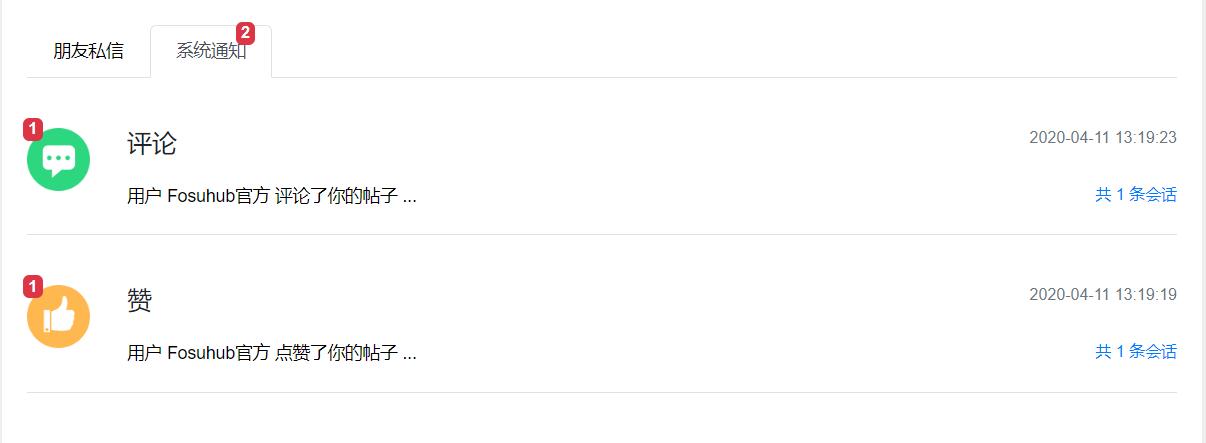 朋友私信 系统通知 2
1 评论 2020-04-11 13:19:23
用户 Fosuhub官方 评论了你的帖子 ... 共 1 条会话
1 赞 2020-04-11 13:19:19
用户 Fosuhub官方 点赞了你的帖子 ... 共 1 条会话